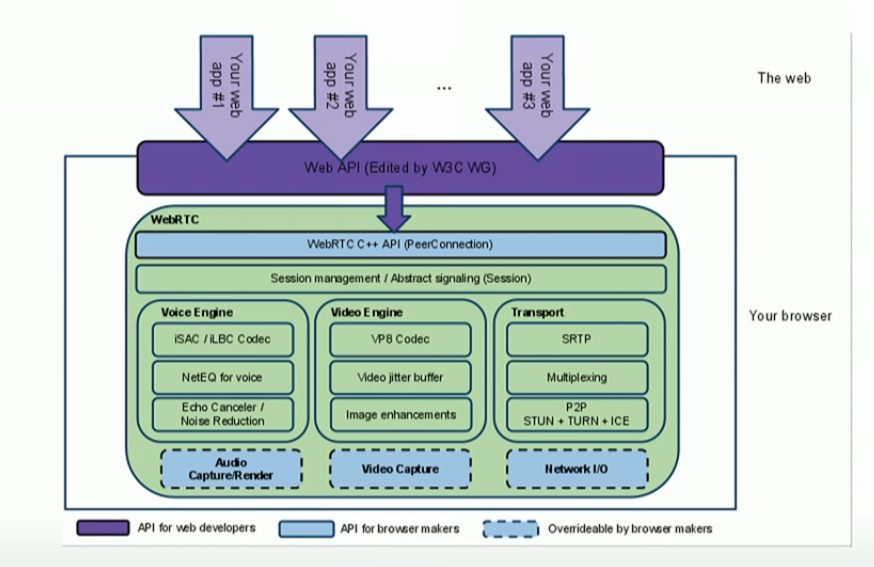 Your web
app #1
Your web
app #2
...
Your web
app #3
The web
Web API (Edited by W3C WG)
WebRTC
WebRTC C++ API (PeerConnection)
Session management / Abstract signaling (Session)
Your browser
Voice Engine
iSAC / iLBC Codec
NetEQ for voice
Echo Canceler /
Noise Reduction
Video Engine
VP8 Codec
Video jitter buffer
Image enhancements
Transport
SRTP
Multiplexing
P2P
STUN + TURN + ICE
Audio
Capture/Render
Video Capture
Network I/O
API for web developers
API for browser makers
Overrideable by browser makers